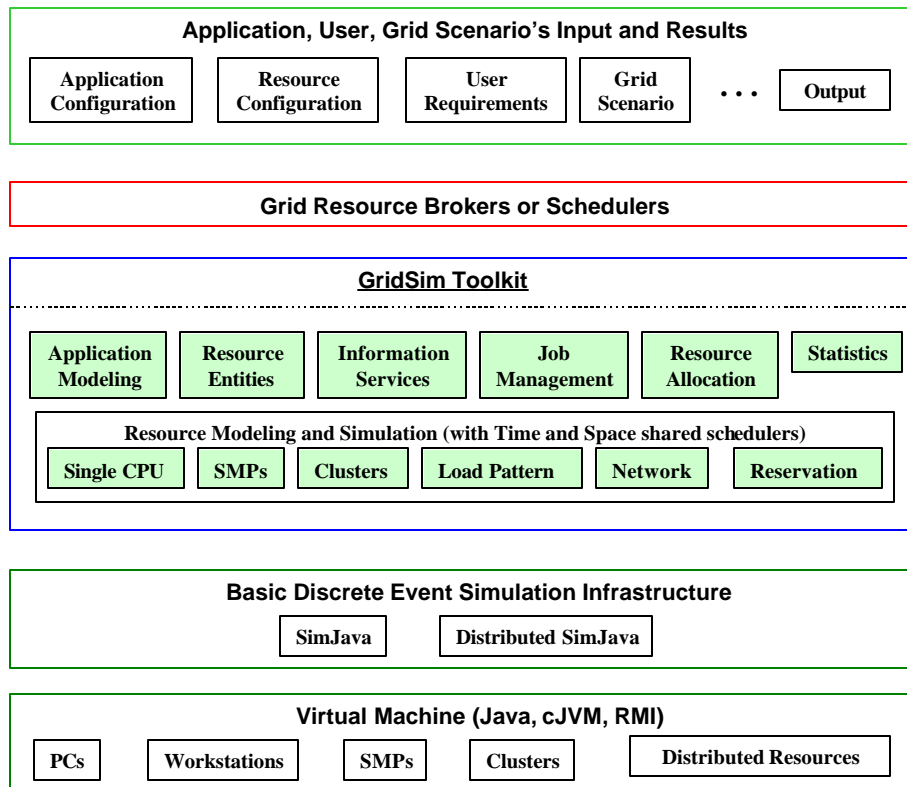 Application, User, Grid Scenario's Input and Results
Application
Configuration
Resource
Configuration
User
Requirements
Grid
Scenario
...
Output
Grid Resource Brokers or Schedulers
GridSim Toolkit
Application
Modeling
Resource
Entities
Information
Services
Job
Management
Resource
Allocation
Statistics
Resource Modeling and Simulation (with Time and Space shared schedulers)
Single CPU
SMPs
Clusters
Load Pattern
Network
Reservation
Basic Discrete Event Simulation Infrastructure
SimJava
Distributed SimJava
Virtual Machine (Java, cJVM, RMI)
PCs
Workstations
SMPs
Clusters
Distributed Resources